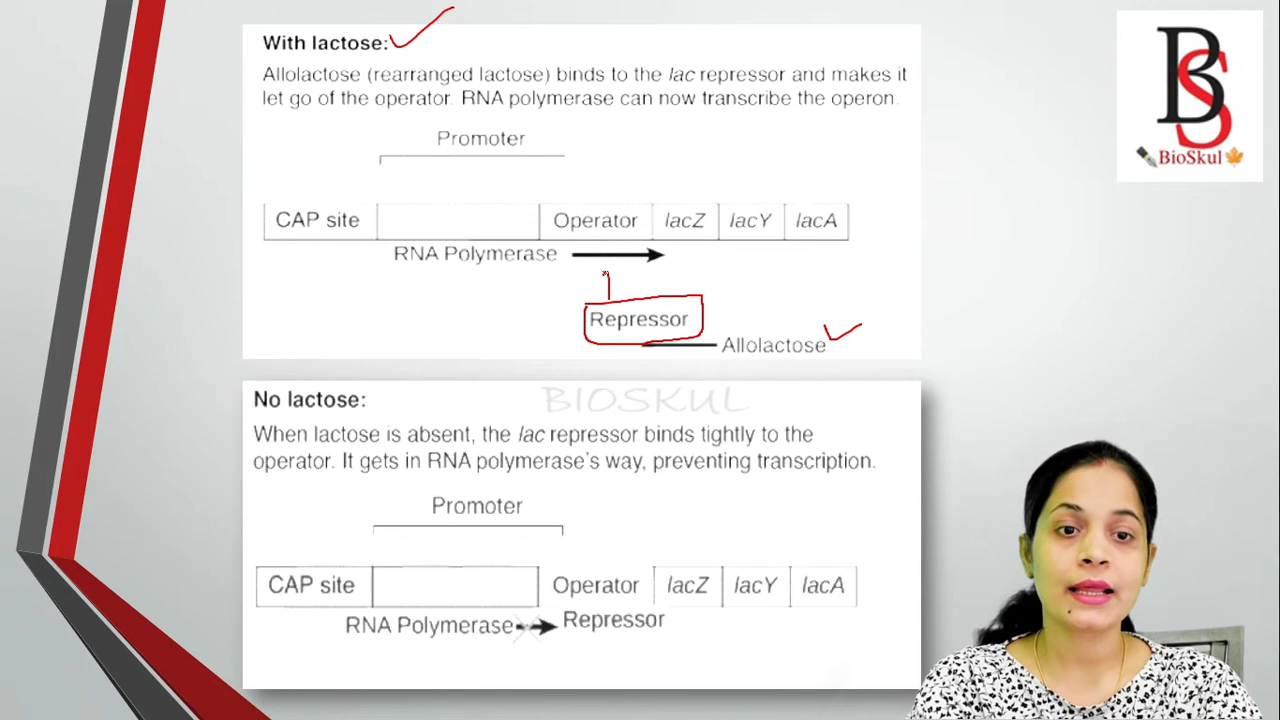 With lactose:
Allolactose (rearranged lactose) binds to the lac repressor and makes it
let go of the operator. RNA polymerase can now transcribe the operon.
Promoter
CAP site Operator lacZ lacY lacA
RNA Polymerase
Repressor
Allolactose
BS
BioSkul
BIOSKUL
No lactose:
When lactose is absent, the lac repressor binds tightly to the
operator. It gets in RNA polymerase's way, preventing transcription.
Promoter
CAP site Operator lacZ lacY lacA
RNA Polymerase Repressor